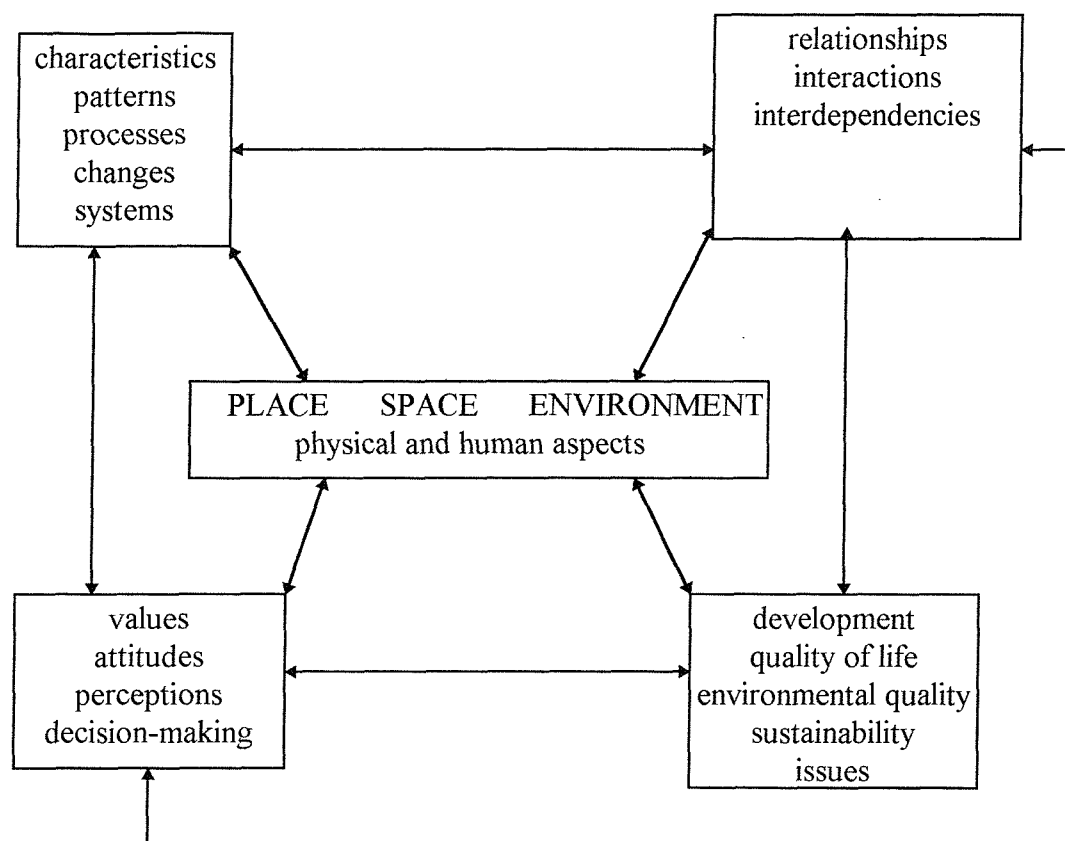 characteristics
patterns
processes
changes
systems
relationships
interactions
interdependencies
PLACE SPACE ENVIRONMENT
physical and human aspects
values
attitudes
perceptions
decision-making
development
quality of life
environmental quality
sustainability
issues